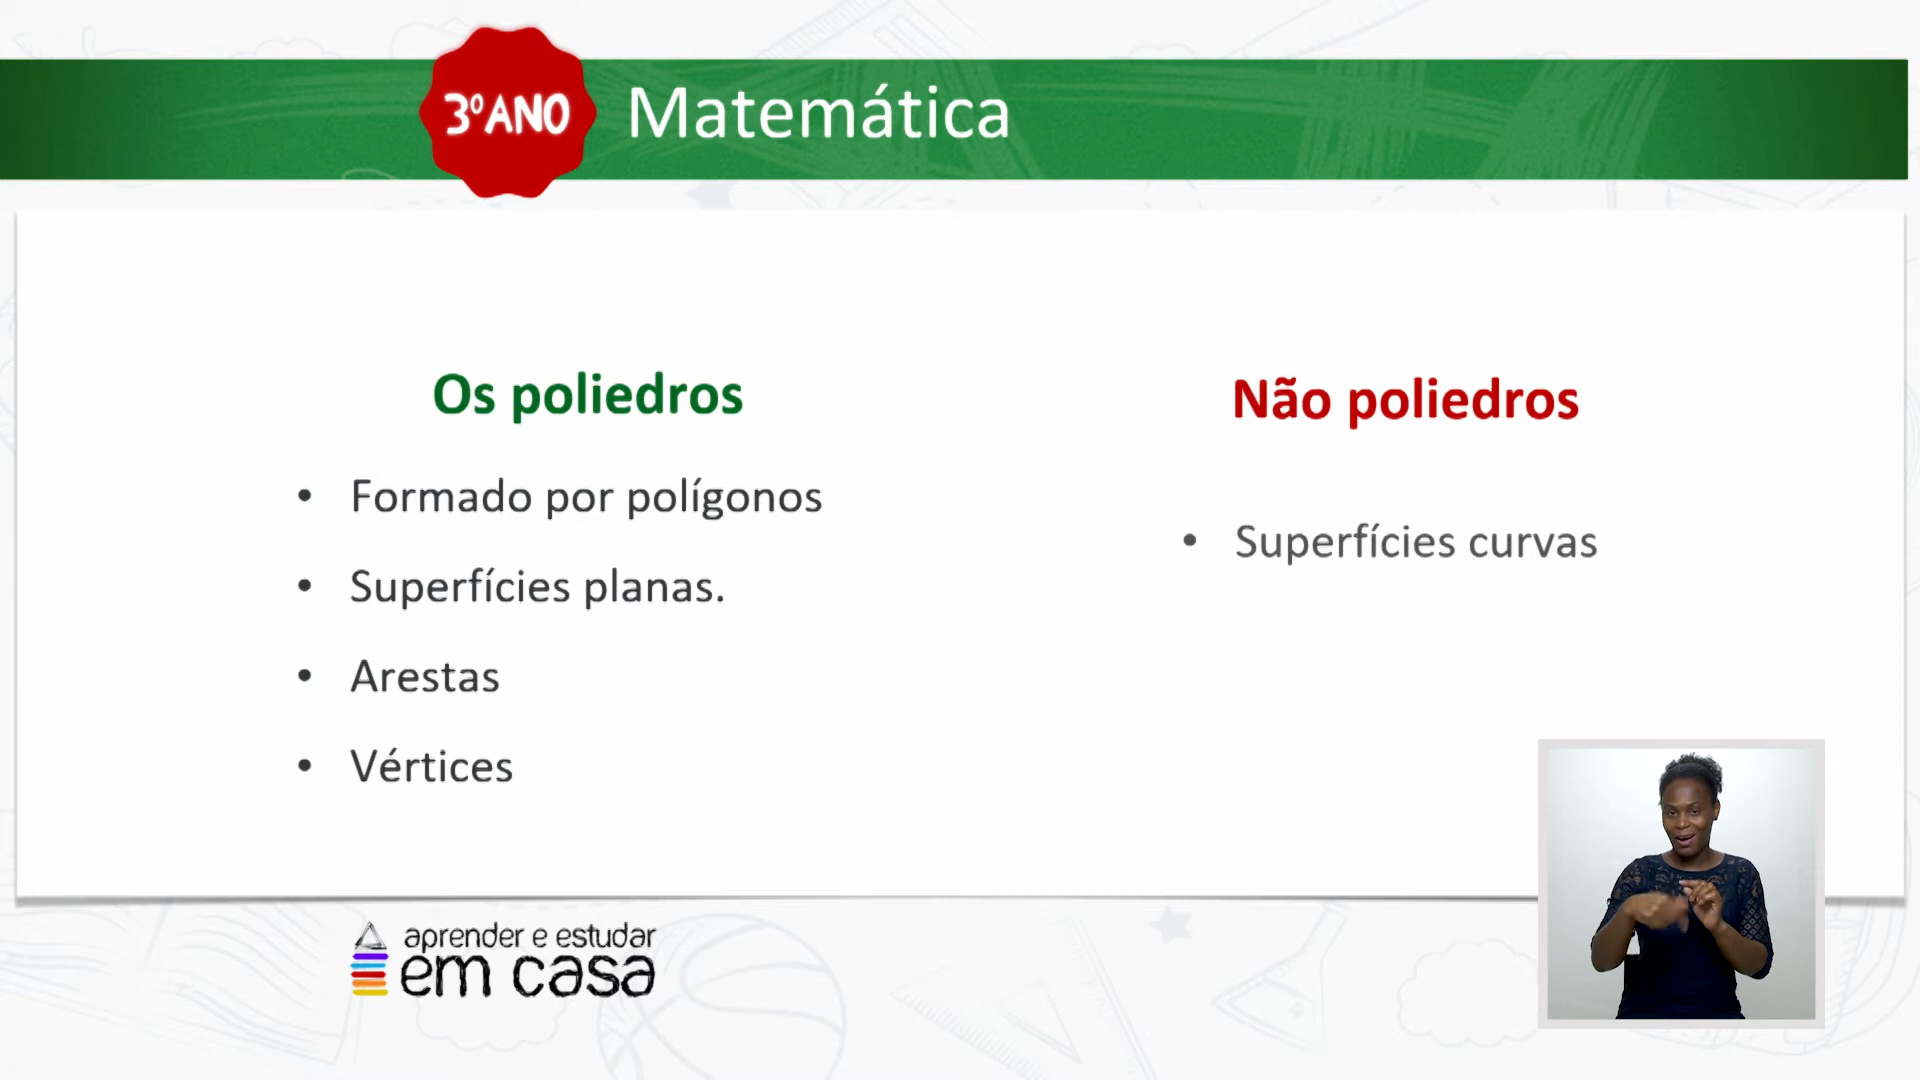 3ºANO
Matemática
Os poliedros
• Formado por polígonos
• Superfícies planas.
• Arestas
• Vértices
Não poliedros
• Superfícies curvas
aprender e estudar
em casa